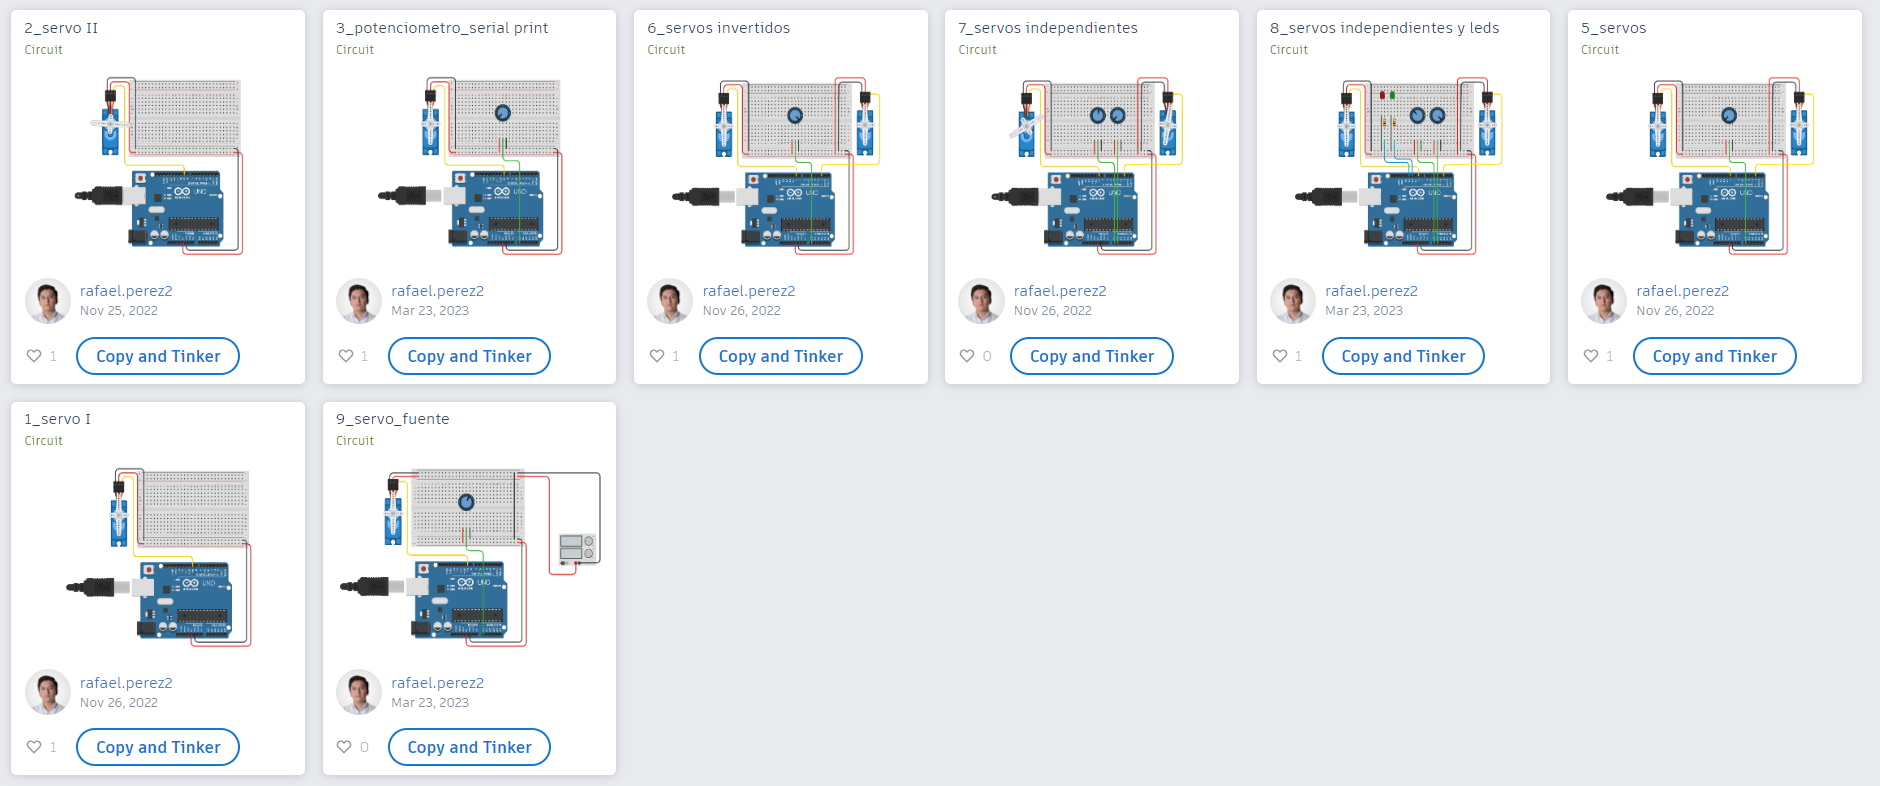 2_servo II
Circuit
UNO
rafael.perez2
Nov 25, 2022
1
Copy and Tinker
3_potenciometro_serial print
Circuit
UNO
rafael.perez2
Mar 23, 2023
1
Copy and Tinker
6_servos invertidos
Circuit
UNO
rafael.perez2
Nov 26, 2022
1
Copy and Tinker
7_servos independientes
Circuit
UNO
rafael.perez2
Nov 26, 2022
0
Copy and Tinker
8_servos independientes y leds
Circuit
UNO
rafael.perez2
Mar 23, 2023
1
Copy and Tinker
5_servos
Circuit
UNO
rafael.perez2
Nov 26, 2022
1
Copy and Tinker
1_servo I
Circuit
UNO
rafael.perez2
Nov 26, 2022
1
Copy and Tinker
9_servo_fuente
Circuit
UNO
rafael.perez2
Mar 23, 2023
0
Copy and Tinker